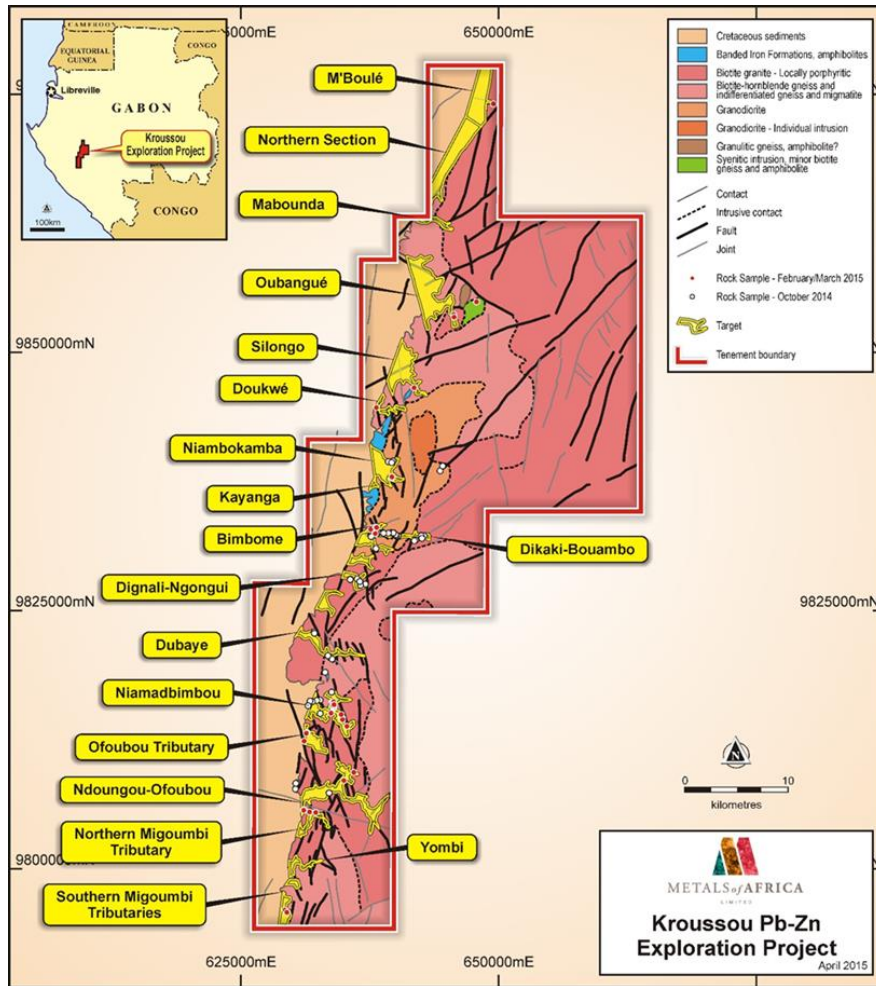 CAMEROON
EQUATORIAL
GUINEA
CONGO
Libreville
GABON
Kroussou
Exploration Project
CONGO
100km
625000mE
650000mE
M'Boulé
Northern Section
Mabounda
Oubangué
9850000mN
Silongo
Doukwé
Niambokamba
Kayanga
Bimbome
Dikaki-Bouambo
Dignali-Ngongui
9825000mN
9825000mN
Dubaye
Niamadbimbou
Ofoubou Tributary
Ndoungou-Ofoubou
Northern Migoumbi
Tributary
Yombi
9800000mN
Southern Migoumbi
Tributaries
625000mE
650000mE
LEGEND
Cretaceous sediments
Banded Iron Formations, amphibolites
Biotite granite - Locally porphyritic
Biotite-hornblende gneiss and
indifferentiated gneiss and migmatite
Granodiorite
Granodiorite - Individual intrusion
Granulitic gneiss, amphibolite?
Syenitic intrusion, minor biotite
gneiss and amphibolite
Contact
Intrusive contact
Fault
Joint
Rock Sample - February/March 2015
Rock Sample - October 2014
Target
Tenement boundary
N
0 10
kilometres
METALS of AFRICA
LIMITED
Kroussou Pb-Zn
Exploration Project
April 2015